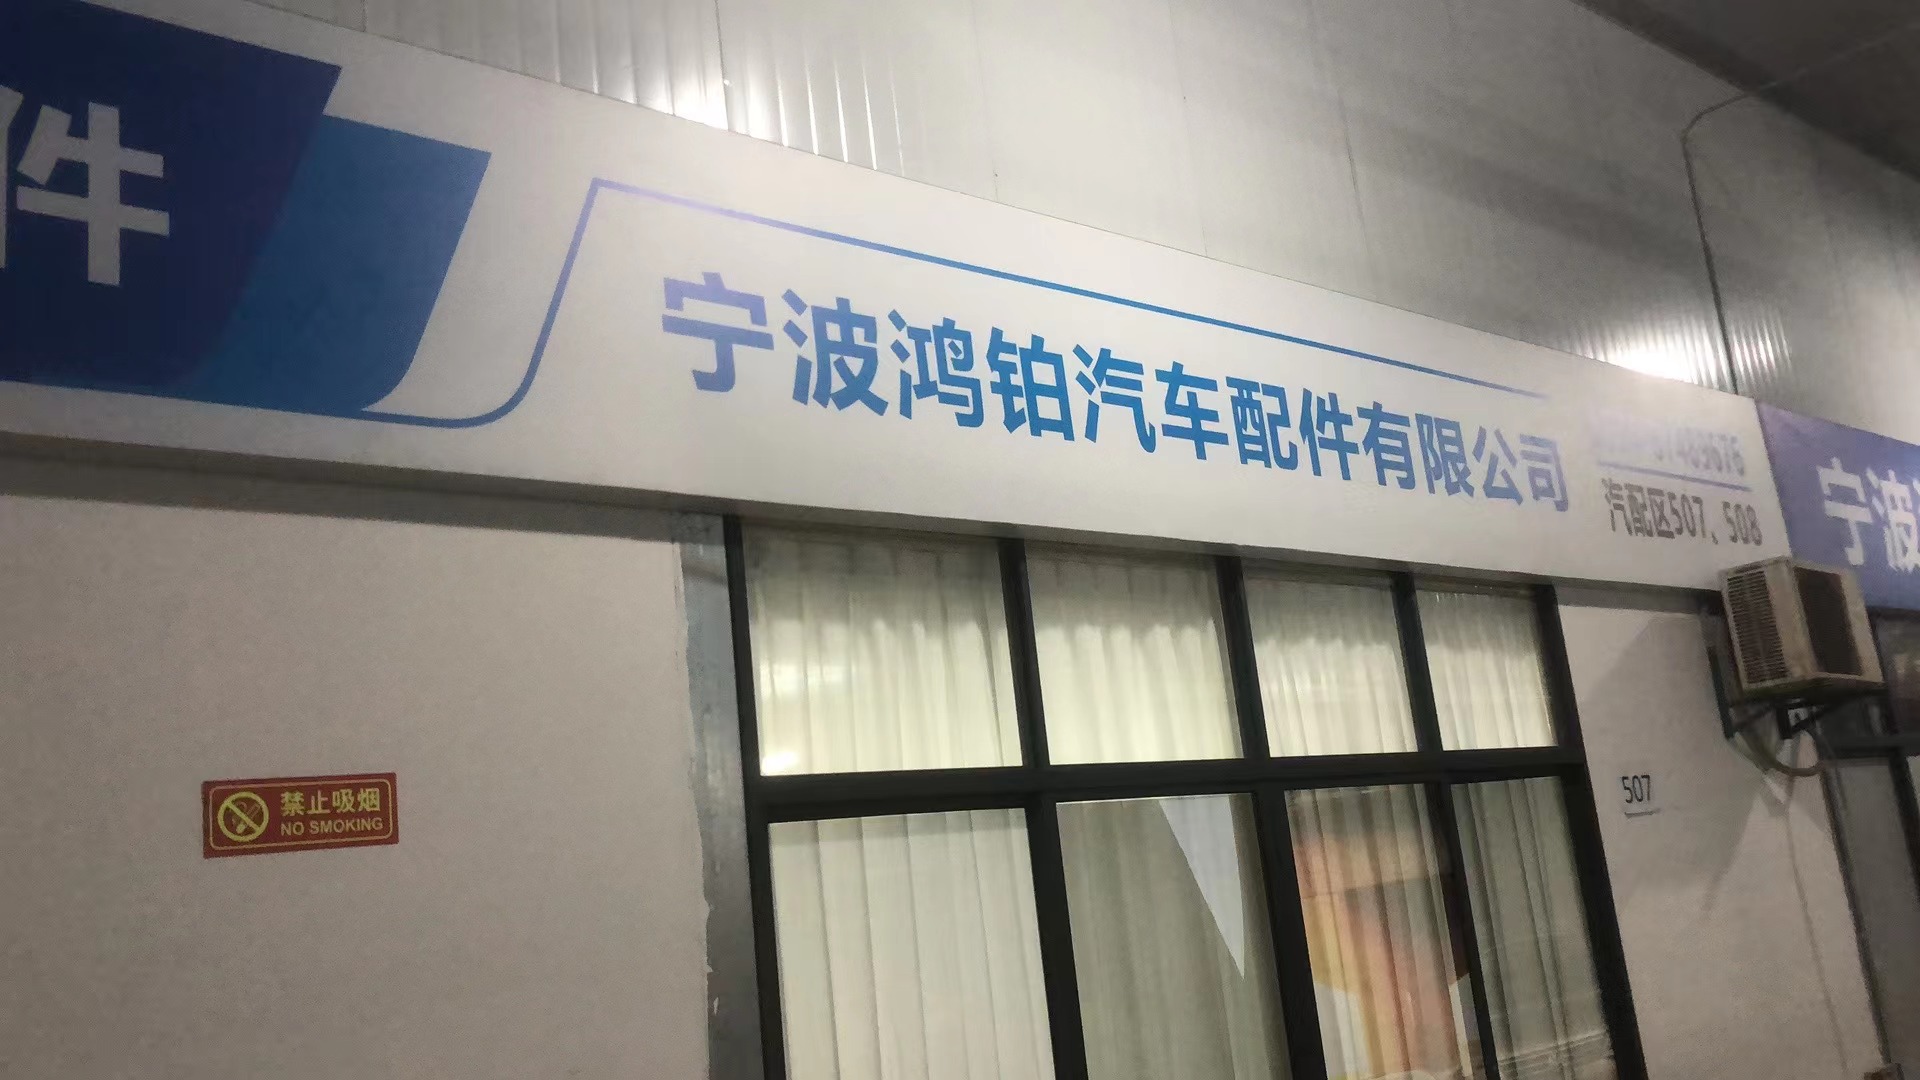 件
宁波鸿铂汽车配件有限公司
67489676
汽配区507、508
宁波
507
禁止吸烟
NO SMOKING